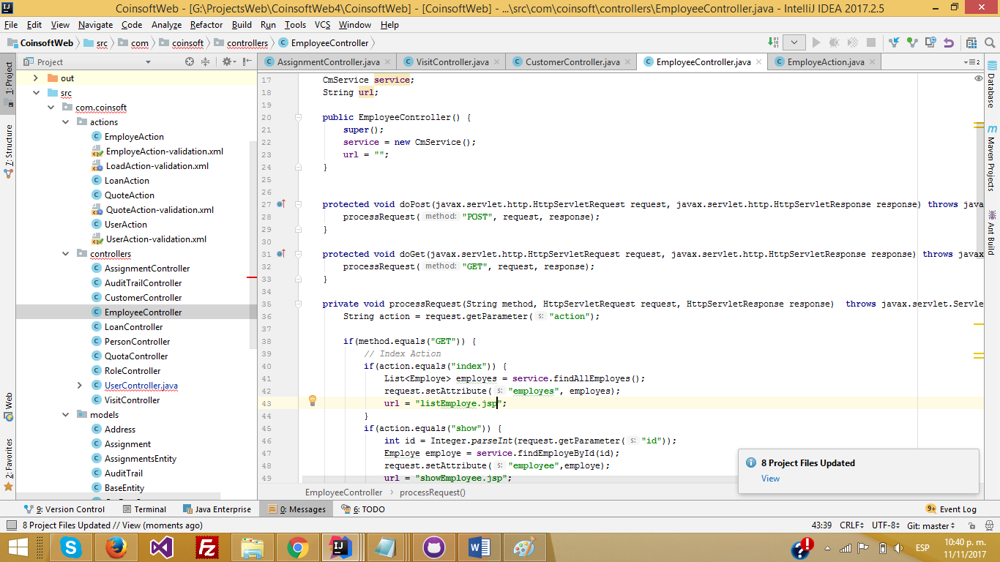 CoinsoftWeb - [G:\ProjectsWeb\CoinsoftWeb4\CoinsoftWeb] - [CoinsoftWeb] - ...\src\com\coinsoft\controllers\EmployeeController.java - IntelliJ IDEA 2017.2.5
File Edit View Navigate Code Analyze Refactor Build Run Tools VCS Window Help
CoinsoftWeb src com coinsoft controllers EmployeeController
Project
AssignmentController.java VisitController.java CustomerController.java EmployeeController.java EmployeAction.java 2
1: Project
7: Structure
Web
2: Favorites
out
src
com.coinsoft
actions
EmployeAction
EmployeAction-validation.xml
LoadAction-validation.xml
LoanAction
QuoteAction
QuoteAction-validation.xml
UserAction
UserAction-validation.xml
controllers
AssignmentController
AuditTrailController
CustomerController
EmployeeController
LoanController
PersonController
QuotaController
RoleController
UserController.java
VisitController
models
Address
Assignment
AssignmentsEntity
AuditTrail
BaseEntity
17 CmService service;
18 String url;
19
20 public EmployeeController() {
21 super();
22 service = new CmService();
23 url = "";
24 }
25
26
27 protected void doPost(javax.servlet.http.HttpServletRequest request, javax.servlet.http.HttpServletResponse response) throws java
28 processRequest( method: "POST", request, response);
29 }
30
31 protected void doGet(javax.servlet.http.HttpServletRequest request, javax.servlet.http.HttpServletResponse response) throws javax
32 processRequest( method: "GET", request, response);
33 }
34
35 private void processRequest(String method, HttpServletRequest request, HttpServletResponse response) throws javax.servlet.Servle
36 String action = request.getParameter( s: "action");
37
38 if(method.equals("GET")) {
39 // Index Action
40 if(action.equals("index")) {
41 List<Employe> employes = service.findAllEmployes();
42 request.setAttribute( s: "employes", employes);
43 url = "listEmploye.jsp";
44 }
45 if(action.equals("show")) {
46 int id = Integer.parseInt(request.getParameter( s: "id"));
47 Employe employe = service.findEmployeById(id);
48 request.setAttribute( s: "employee",employe);
49 url = "showEmployee.jsp";
EmployeeController processRequest()
Database
Maven Projects
Ant Build
8 Project Files Updated
View
9: Version Control Terminal Java Enterprise 0: Messages 6: TODO 9+ Event Log
8 Project Files Updated // View (moments ago) 43:39 CRLF UTF-8 Git: master
ESP
10:40 p. m.
11/11/2017